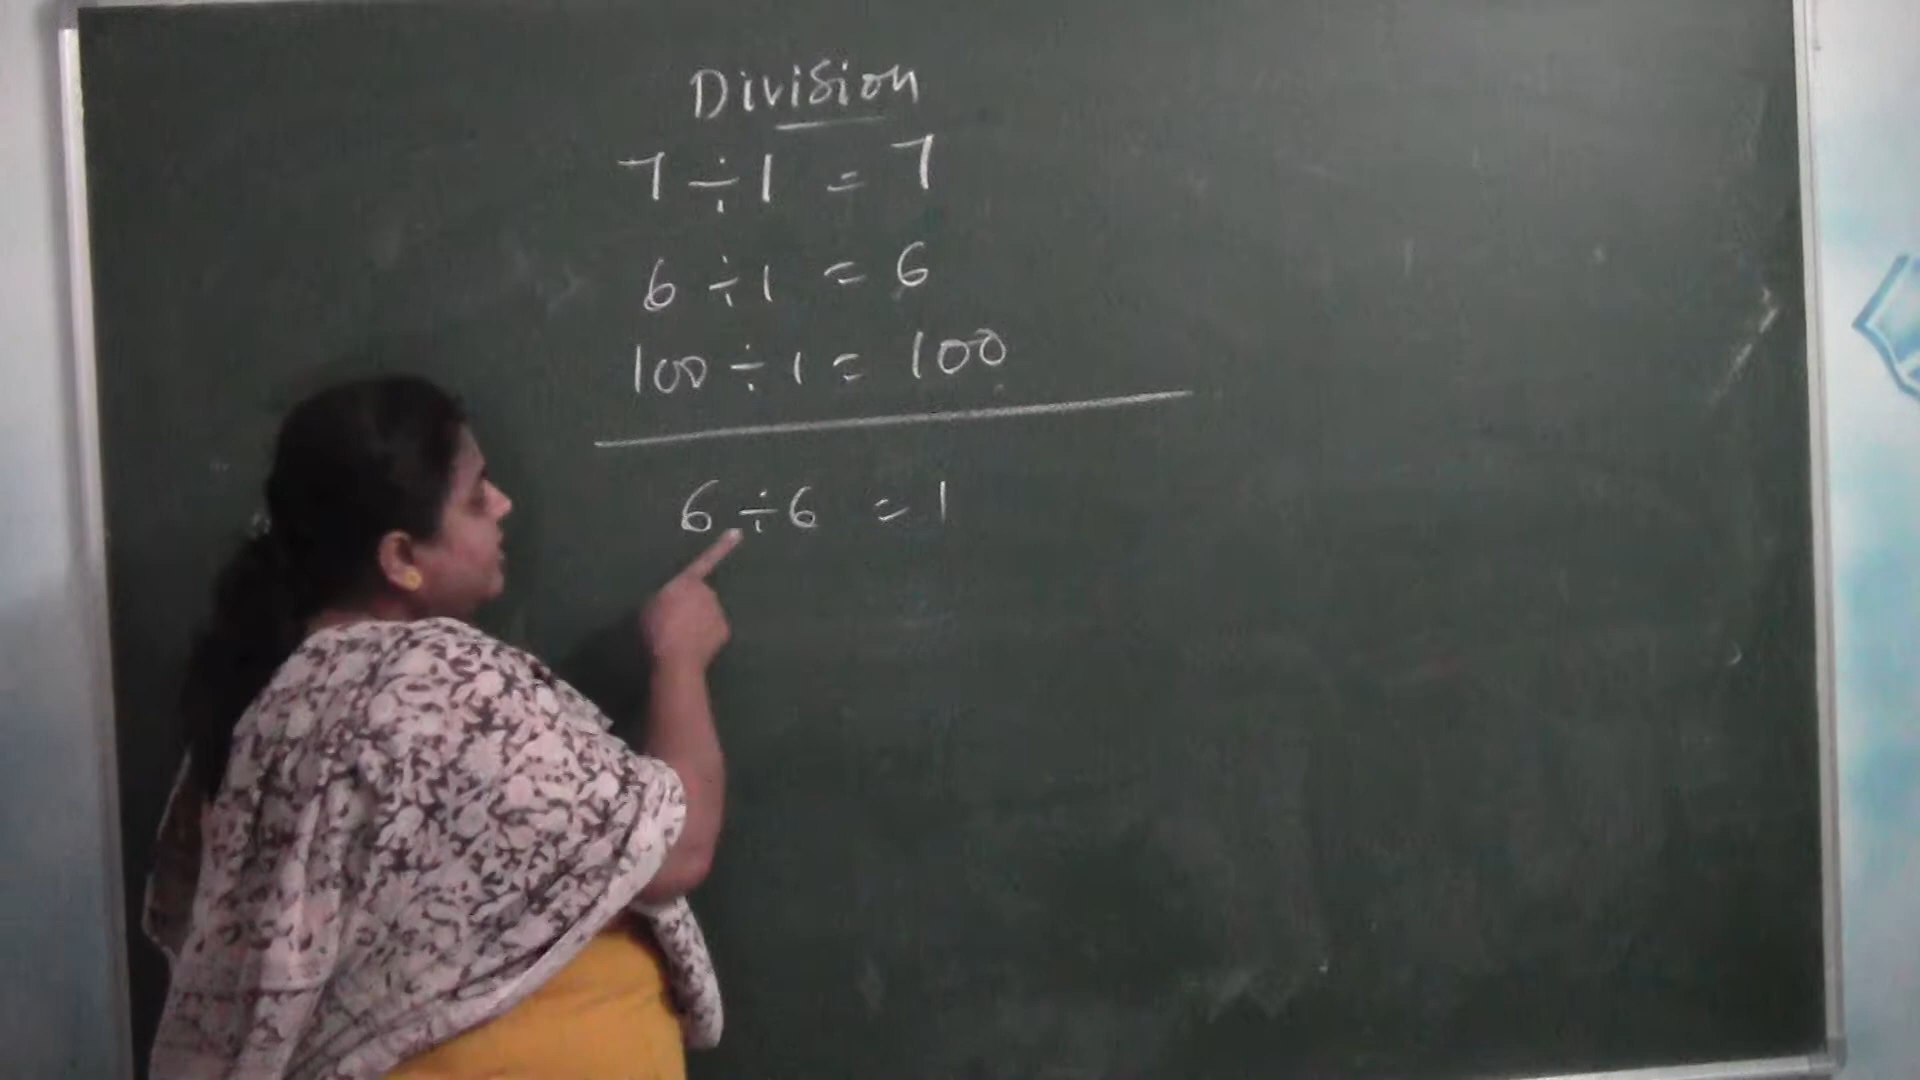 Division
7 ÷ 1 = 7
6 ÷ 1 = 6
100 ÷ 1 = 100
6 ÷ 6 = 1